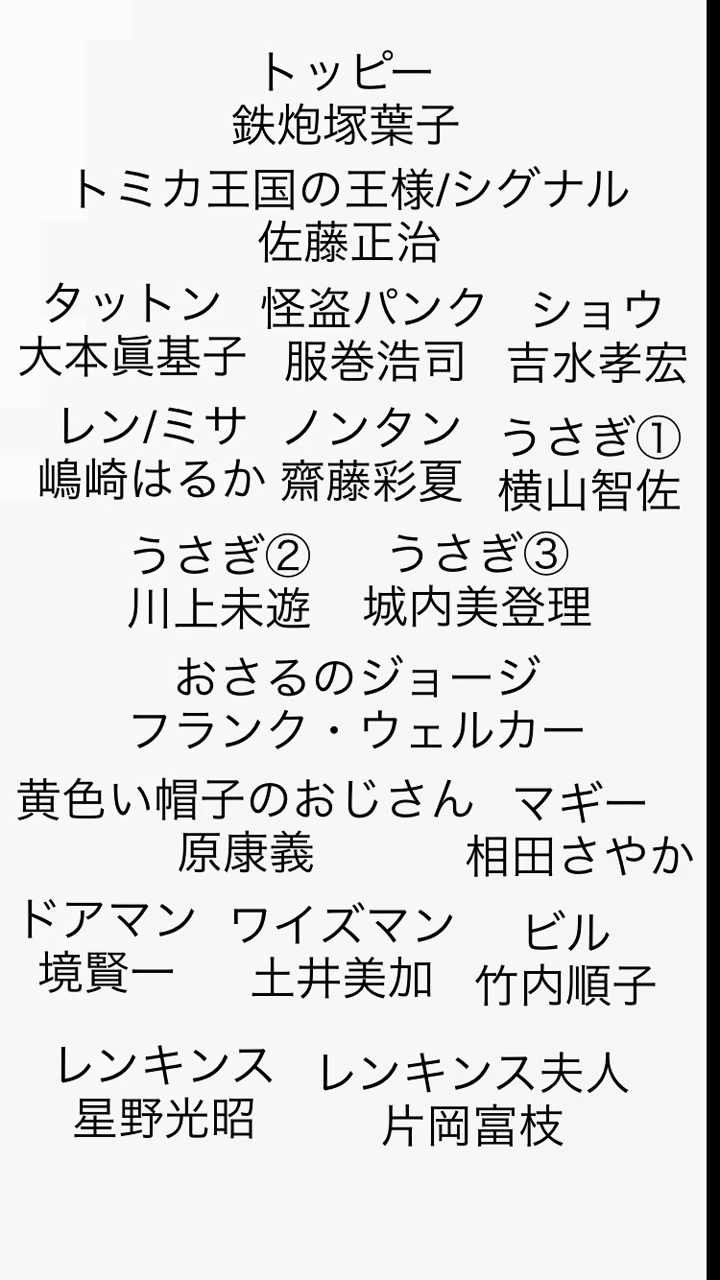 トッピー
鉄炮塚葉子
トミカ王国の王様/シグナル
佐藤正治
タットン 怪盗パンク ショウ
大本眞基子 服巻浩司 吉水孝宏
レン/ミサ ノンタン うさぎ①
嶋崎はるか 齋藤彩夏 横山智佐
うさぎ② うさぎ③
川上未遊 城内美登理
おさるのジョージ
フランク・ウェルカー
黄色い帽子のおじさん マギー
原康義 相田さやか
ドアマン ワイズマン ビル
境賢一 土井美加 竹内順子
レンキンス レンキンス夫人
星野光昭 片岡富枝